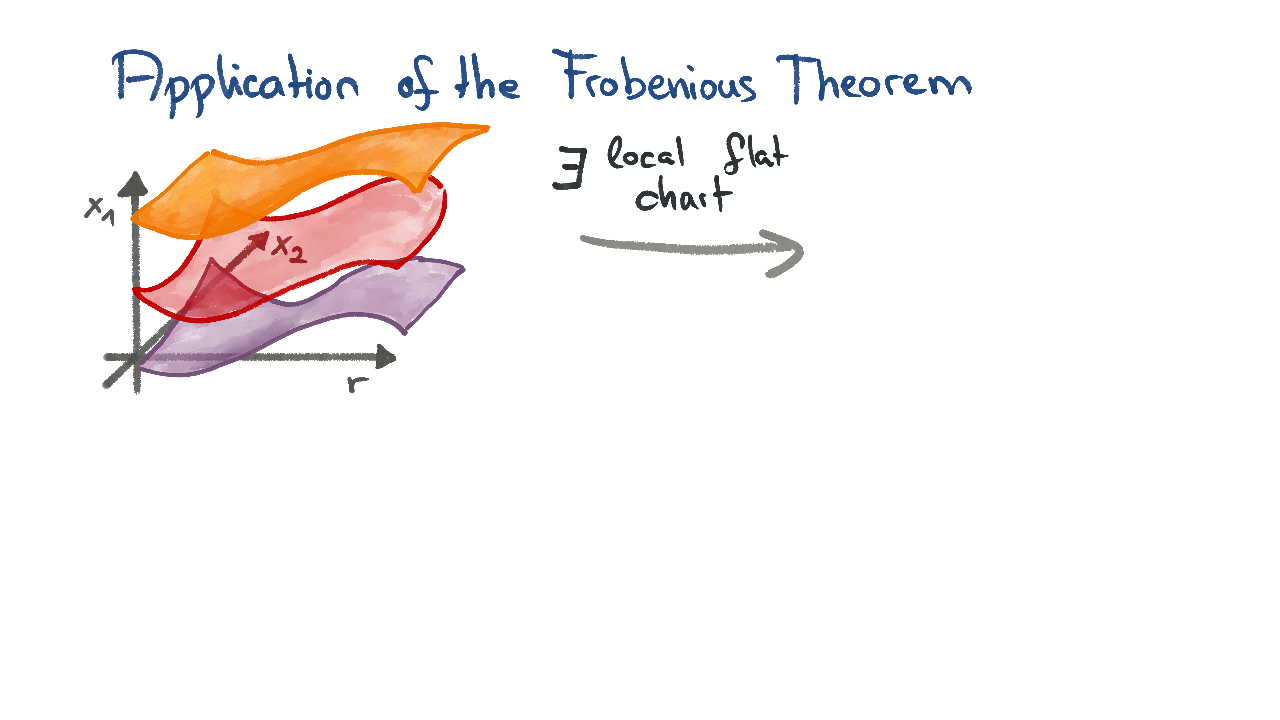 Application of the Frobenious Theorem
∃ local flat
chart
x₁
x₂
r